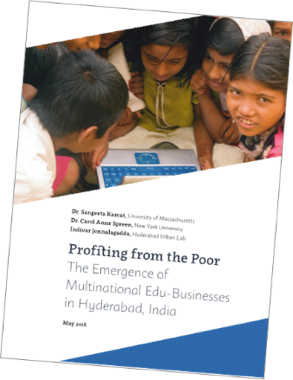 Dr. Sangeeta Kamat, University of Massachusetts
Dr. Carol Anne Spreen, New York University
Indivar Jonnalagadda, Hyderabad Urban Lab
Profiting from the Poor
The Emergence of
Multinational Edu-Businesses
in Hyderabad, India
May 2016